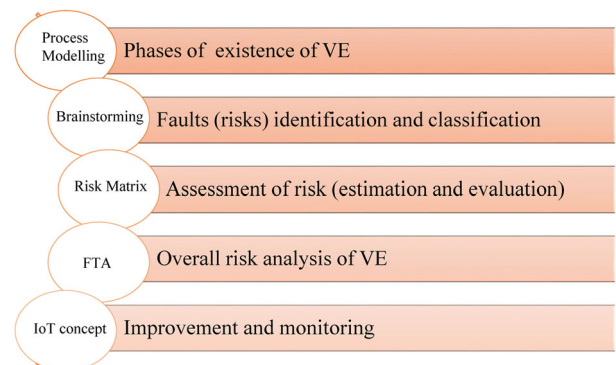 Process
Modelling
Phases of existence of VE
Brainstorming
Faults (risks) identification and classification
Risk Matrix
Assessment of risk (estimation and evaluation)
FTA
Overall risk analysis of VE
IoT concept
Improvement and monitoring